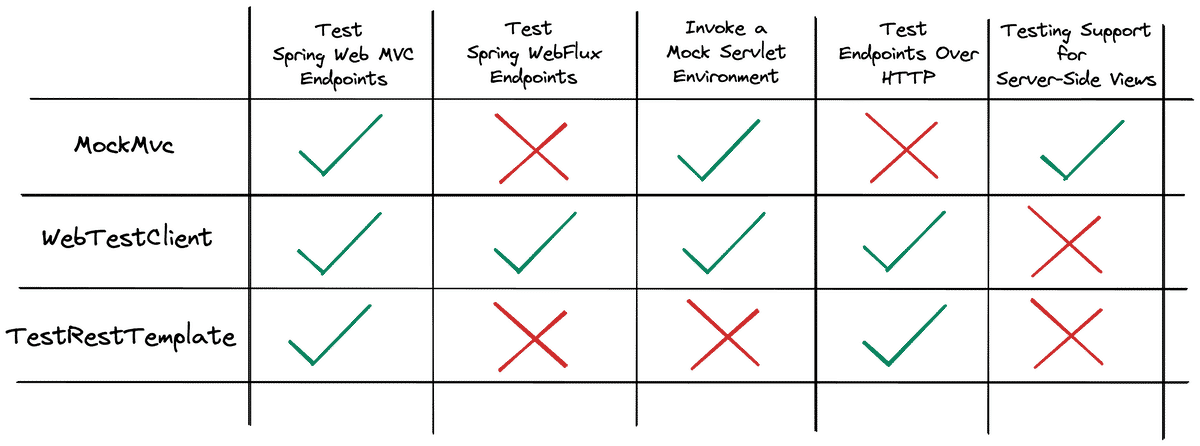 Test
Spring Web MVC
Endpoints
Test
Spring WebFlux
Endpoints
Invoke a
Mock Servlet
Environment
Test
Endpoints Over
HTTP
Testing Support
for
Server-Side Views
MockMvc
WebTestClient
TestRestTemplate